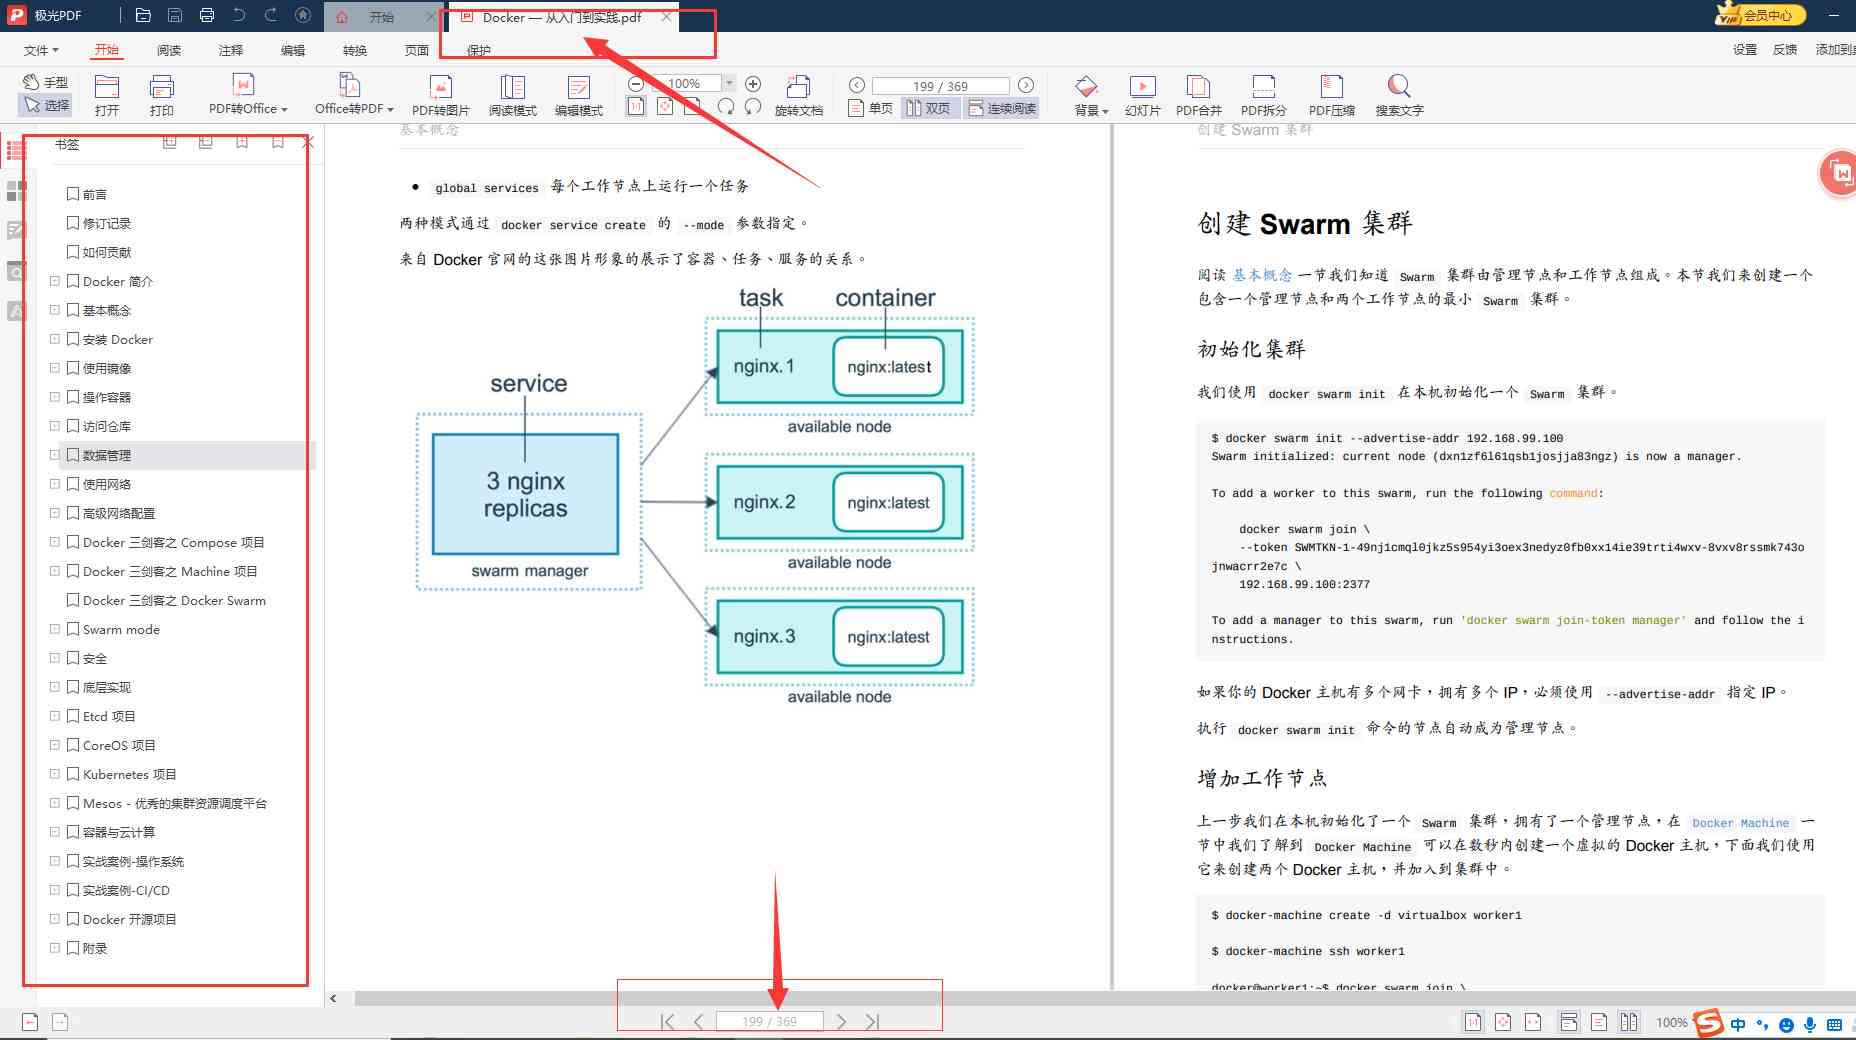 极光PDF
开始
Docker — 从入门到实践.pdf
会员中心
文件
开始
阅读
注释
编辑
转换
页面
保护
设置
反馈
手型
选择
打开
打印
PDF转Office
Office转PDF
PDF转图片
阅读模式
编辑模式
100%
旋转文档
199 / 369
单页
双页
连续阅读
背景
幻灯片
PDF合并
PDF拆分
PDF压缩
搜索文字
书签
前言
修订记录
如何贡献
Docker 简介
基本概念
安装 Docker
使用镜像
操作容器
访问仓库
数据管理
使用网络
高级网络配置
Docker 三剑客之 Compose 项目
Docker 三剑客之 Machine 项目
Docker 三剑客之 Docker Swarm
Swarm mode
安全
底层实现
Etcd 项目
CoreOS 项目
Kubernetes 项目
Mesos - 优秀的集群资源调度平台
容器与云计算
实战案例-操作系统
实战案例-CI/CD
Docker 开源项目
附录
基本概念
global services 每个工作节点上运行一个任务
两种模式通过 docker service create 的 --mode 参数指定。
来自 Docker 官网的这张图片形象的展示了容器、任务、服务的关系。
task
container
service
3 nginx
replicas
swarm manager
nginx.1
nginx:latest
available node
nginx.2
nginx:latest
available node
nginx.3
nginx:latest
available node
创建 Swarm 集群
创建 Swarm 集群
阅读 基本概念 一节我们知道 Swarm 集群由管理节点和工作节点组成。本节我们来创建一个
包含一个管理节点和两个工作节点的最小 Swarm 集群。
初始化集群
我们使用 docker swarm init 在本机初始化一个 Swarm 集群。
$ docker swarm init --advertise-addr 192.168.99.100
Swarm initialized: current node (dxn1zf6l61qsb1josjja83ngz) is now a manager.
To add a worker to this swarm, run the following command:
docker swarm join \
--token SWMTKN-1-49nj1cmql0jkz5s954yi3oex3nedyz0fb0xx14ie39trti4wxv-8vxv8rssmk743o
jnwacrr2e7c \
192.168.99.100:2377
To add a manager to this swarm, run 'docker swarm join-token manager' and follow the i
nstructions.
如果你的 Docker 主机有多个网卡，拥有多个 IP，必须使用 --advertise-addr 指定 IP。
执行 docker swarm init 命令的节点自动成为管理节点。
增加工作节点
上一步我们在本机初始化了一个 Swarm 集群，拥有了一个管理节点，在 Docker Machine 一
节中我们了解到 Docker Machine 可以在数秒内创建一个虚拟的 Docker 主机，下面我们使用
它来创建两个 Docker 主机，并加入到集群中。
$ docker-machine create -d virtualbox worker1
$ docker-machine ssh worker1
docker@worker1:~$ docker swarm join \
199 / 369
100%
中